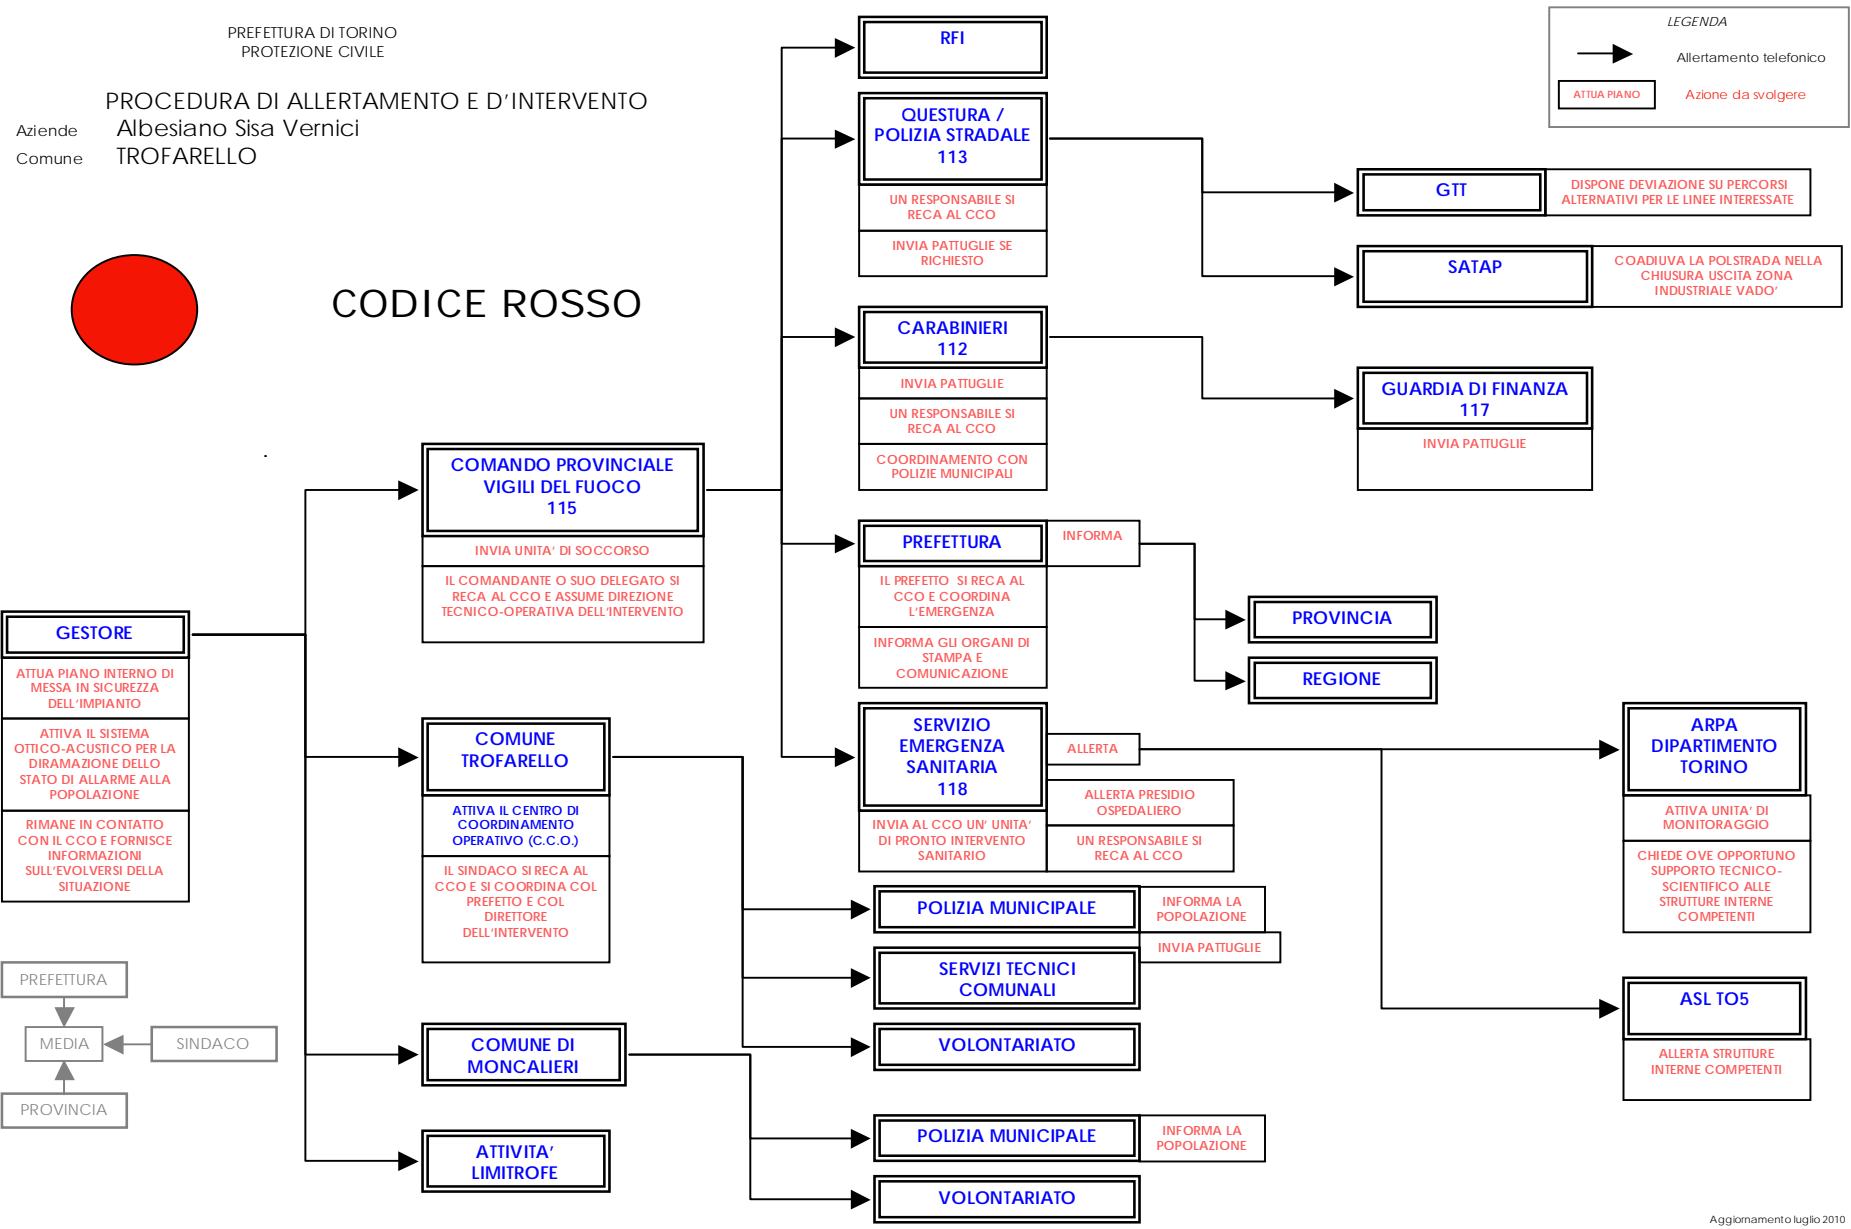 PREFETTURA DI TORINO
PROTEZIONE CIVILE
PROCEDURA DI ALLERTAMENTO E D'INTERVENTO
Aziende Albesiano Sisa Vernici
Comune TROFARELLO
CODICE ROSSO
.
LEGENDA
Allertamento telefonico
ATTUA PIANO
Azione da svolgere
GESTORE
ATTUA PIANO INTERNO DI
MESSA IN SICUREZZA
DELL'IMPIANTO
ATTIVA IL SISTEMA
OTTICO-ACUSTICO PER LA
DIRAMAZIONE DELLO
STATO DI ALLARME ALLA
POPOLAZIONE
RIMANE IN CONTATTO
CON IL CCO E FORNISCE
INFORMAZIONI
SULL'EVOLVERSI DELLA
SITUAZIONE
PREFETTURA
MEDIA
SINDACO
PROVINCIA
COMANDO PROVINCIALE
VIGILI DEL FUOCO
115
INVIA UNITA' DI SOCCORSO
IL COMANDANTE O SUO DELEGATO SI
RECA AL CCO E ASSUME DIREZIONE
TECNICO-OPERATIVA DELL'INTERVENTO
COMUNE
TROFARELLO
ATTIVA IL CENTRO DI
COORDINAMENTO
OPERATIVO (C.C.O.)
IL SINDACO SI RECA AL
CCO E SI COORDINA COL
PREFETTO E COL
DIRETTORE
DELL'INTERVENTO
COMUNE DI
MONCALIERI
ATTIVITA'
LIMITROFE
RFI
QUESTURA /
POLIZIA STRADALE
113
UN RESPONSABILE SI
RECA AL CCO
INVIA PATTUGLIE SE
RICHIESTO
CARABINIERI
112
INVIA PATTUGLIE
UN RESPONSABILE SI
RECA AL CCO
COORDINAMENTO CON
POLIZIE MUNICIPALI
PREFETTURA
INFORMA
IL PREFETTO SI RECA AL
CCO E COORDINA
L'EMERGENZA
INFORMA GLI ORGANI DI
STAMPA E
COMUNICAZIONE
SERVIZIO
EMERGENZA
SANITARIA
118
ALLERTA
ALLERTA PRESIDIO
OSPEDALIERO
INVIA AL CCO UN' UNITA'
DI PRONTO INTERVENTO
SANITARIO
UN RESPONSABILE SI
RECA AL CCO
POLIZIA MUNICIPALE
INFORMA LA
POPOLAZIONE
INVIA PATTUGLIE
SERVIZI TECNICI
COMUNALI
VOLONTARIATO
POLIZIA MUNICIPALE
INFORMA LA
POPOLAZIONE
VOLONTARIATO
GTT
DISPONE DEVIAZIONE SU PERCORSI
ALTERNATIVI PER LE LINEE INTERESSATE
SATAP
COADIUVA LA POLSTRADA NELLA
CHIUSURA USCITA ZONA
INDUSTRIALE VADO'
GUARDIA DI FINANZA
117
INVIA PATTUGLIE
PROVINCIA
REGIONE
ARPA
DIPARTIMENTO
TORINO
ATTIVA UNITA' DI
MONITORAGGIO
CHIEDE OVE OPPORTUNO
SUPPORTO TECNICO-
SCIENTIFICO ALLE
STRUTTURE INTERNE
COMPETENTI
ASL TO5
ALLERTA STRUTTURE
INTERNE COMPETENTI
Aggiornamento luglio 2010